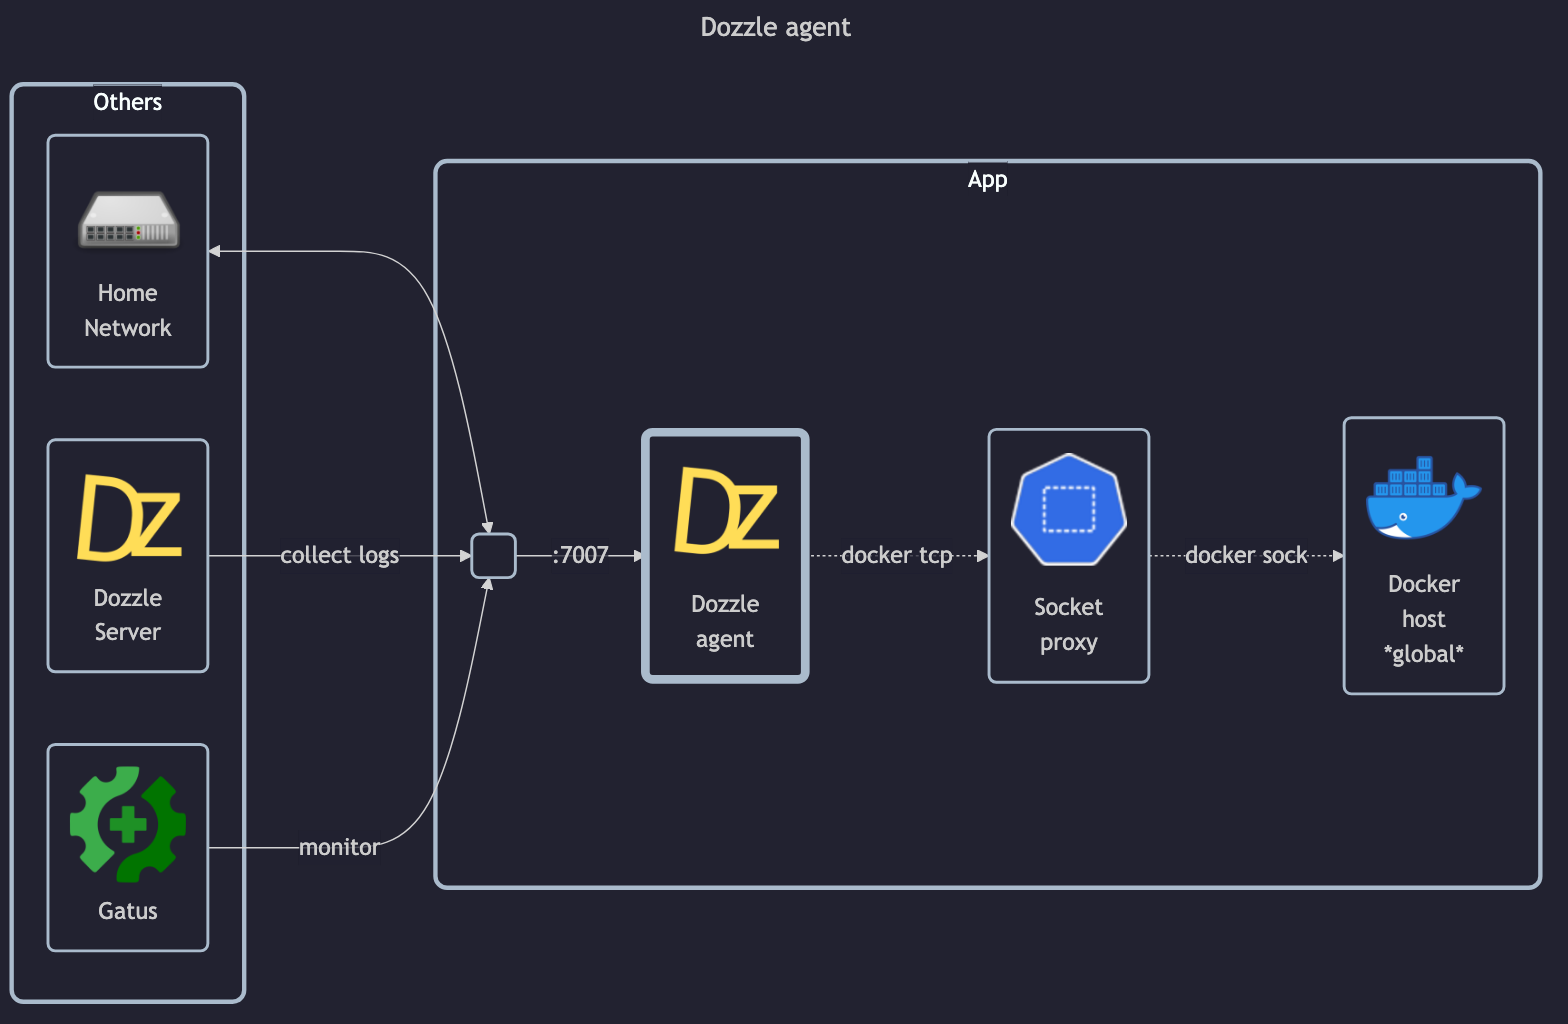 Dozzle agent
Others
Home
Network
Dz
Dozzle
Server
Gatus
collect logs
monitor
App
:7007
Dz
Dozzle
agent
docker tcp
Socket
proxy
docker sock
Docker
host
*global*